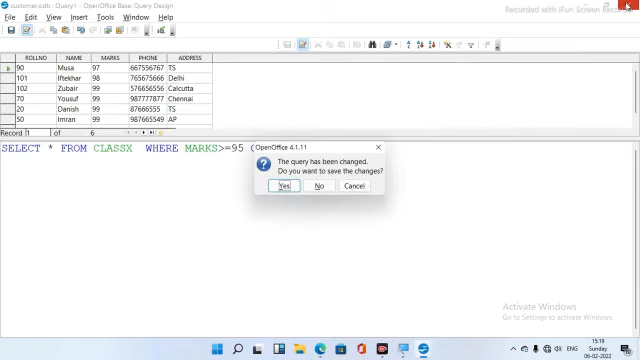 customer.odb : Query1 - OpenOffice Base: Query Design
Recorded with iFun Screen Recorder
File Edit View Insert Tools Window Help
ROLLNO NAME MARKS PHONE ADDRESS
90 Musa 97 667556767 TS
101 Iftekhar 98 765675666 Delhi
102 Zubair 99 576656556 Calcutta
70 Yousuf 99 987777877 Chennai
20 Danish 99 87666555 TS
50 Imran 99 987665549 AP
Record 1 of 6
SELECT * FROM CLASSX WHERE MARKS>=95 (
OpenOffice 4.1.11
The query has been changed.
Do you want to save the changes?
Yes No Cancel
Activate Windows
Go to Settings to activate Windows.
ENG
15:19
Sunday
06-02-2022